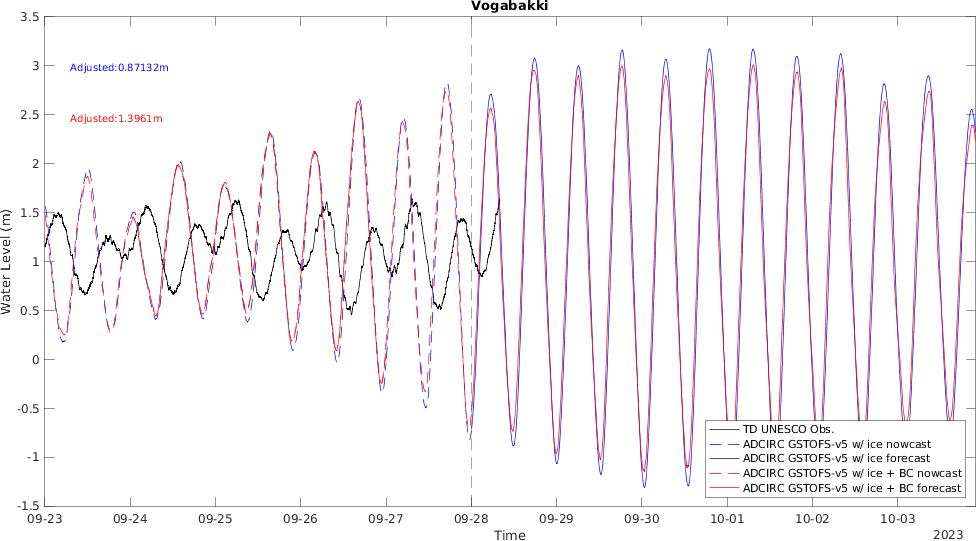 Vogabakki
3.5
3
2.5
2
1.5
1
0.5
0
-0.5
-1
-1.5
Water Level (m)
Adjusted:0.87132m
Adjusted:1.3961m
TD UNESCO Obs.
ADCIRC GSTOFS-v5 w/ ice nowcast
ADCIRC GSTOFS-v5 w/ ice forecast
ADCIRC GSTOFS-v5 w/ ice + BC nowcast
ADCIRC GSTOFS-v5 w/ ice + BC forecast
09-23 09-24 09-25 09-26 09-27 09-28 09-29 09-30 10-01 10-02 10-03
Time
2023